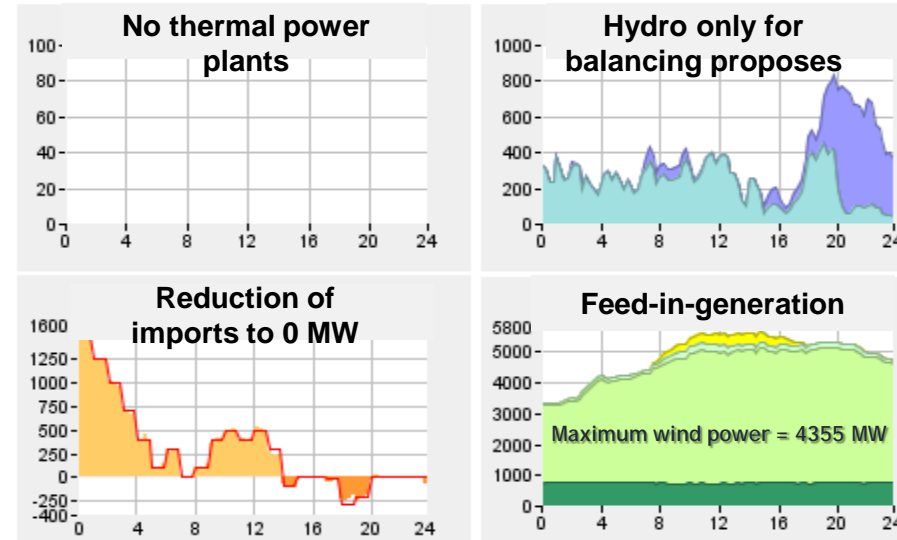 No thermal power
plants
100
80
60
40
20
0
0 4 8 12 16 20 24
Hydro only for
balancing proposes
1000
800
600
400
200
0
0 4 8 12 16 20 24
Reduction of
imports to 0 MW
1600
1250
1000
750
500
250
0
-250
-400
0 4 8 12 16 20 24
Feed-in-generation
5800
5000
4000
3000
Maximum wind power = 4355 MW
2000
1000
0
0 4 8 12 16 20 24